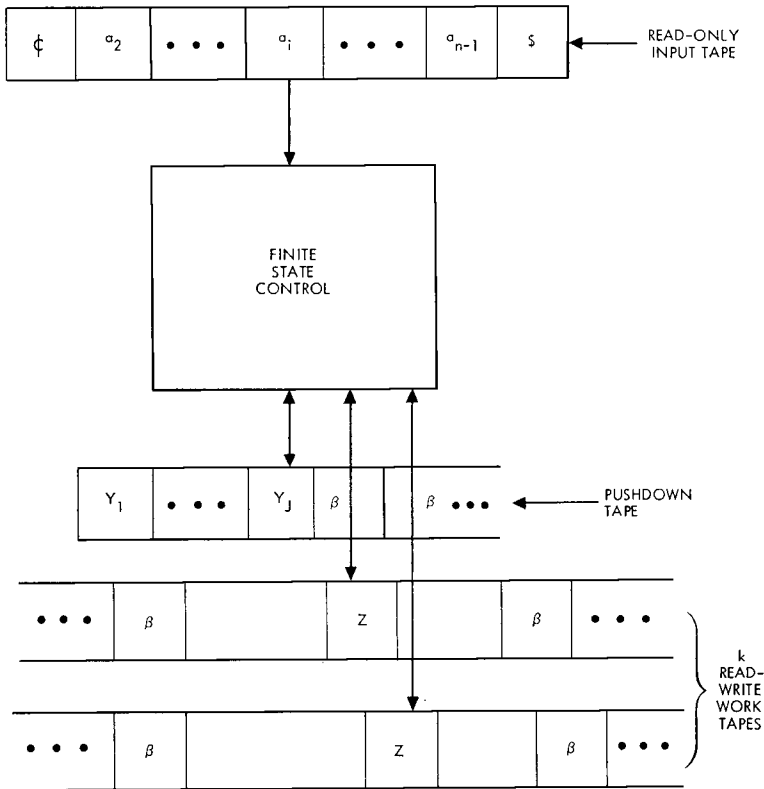 ¢ a2 • • • ai • • • an-1 $
READ-ONLY
INPUT TAPE
FINITE
STATE
CONTROL
Y1 • • • YJ β β •••
PUSHDOWN
TAPE
• • • β Z β • • •
k
READ-
WRITE
WORK
TAPES
• • • β Z β • • •